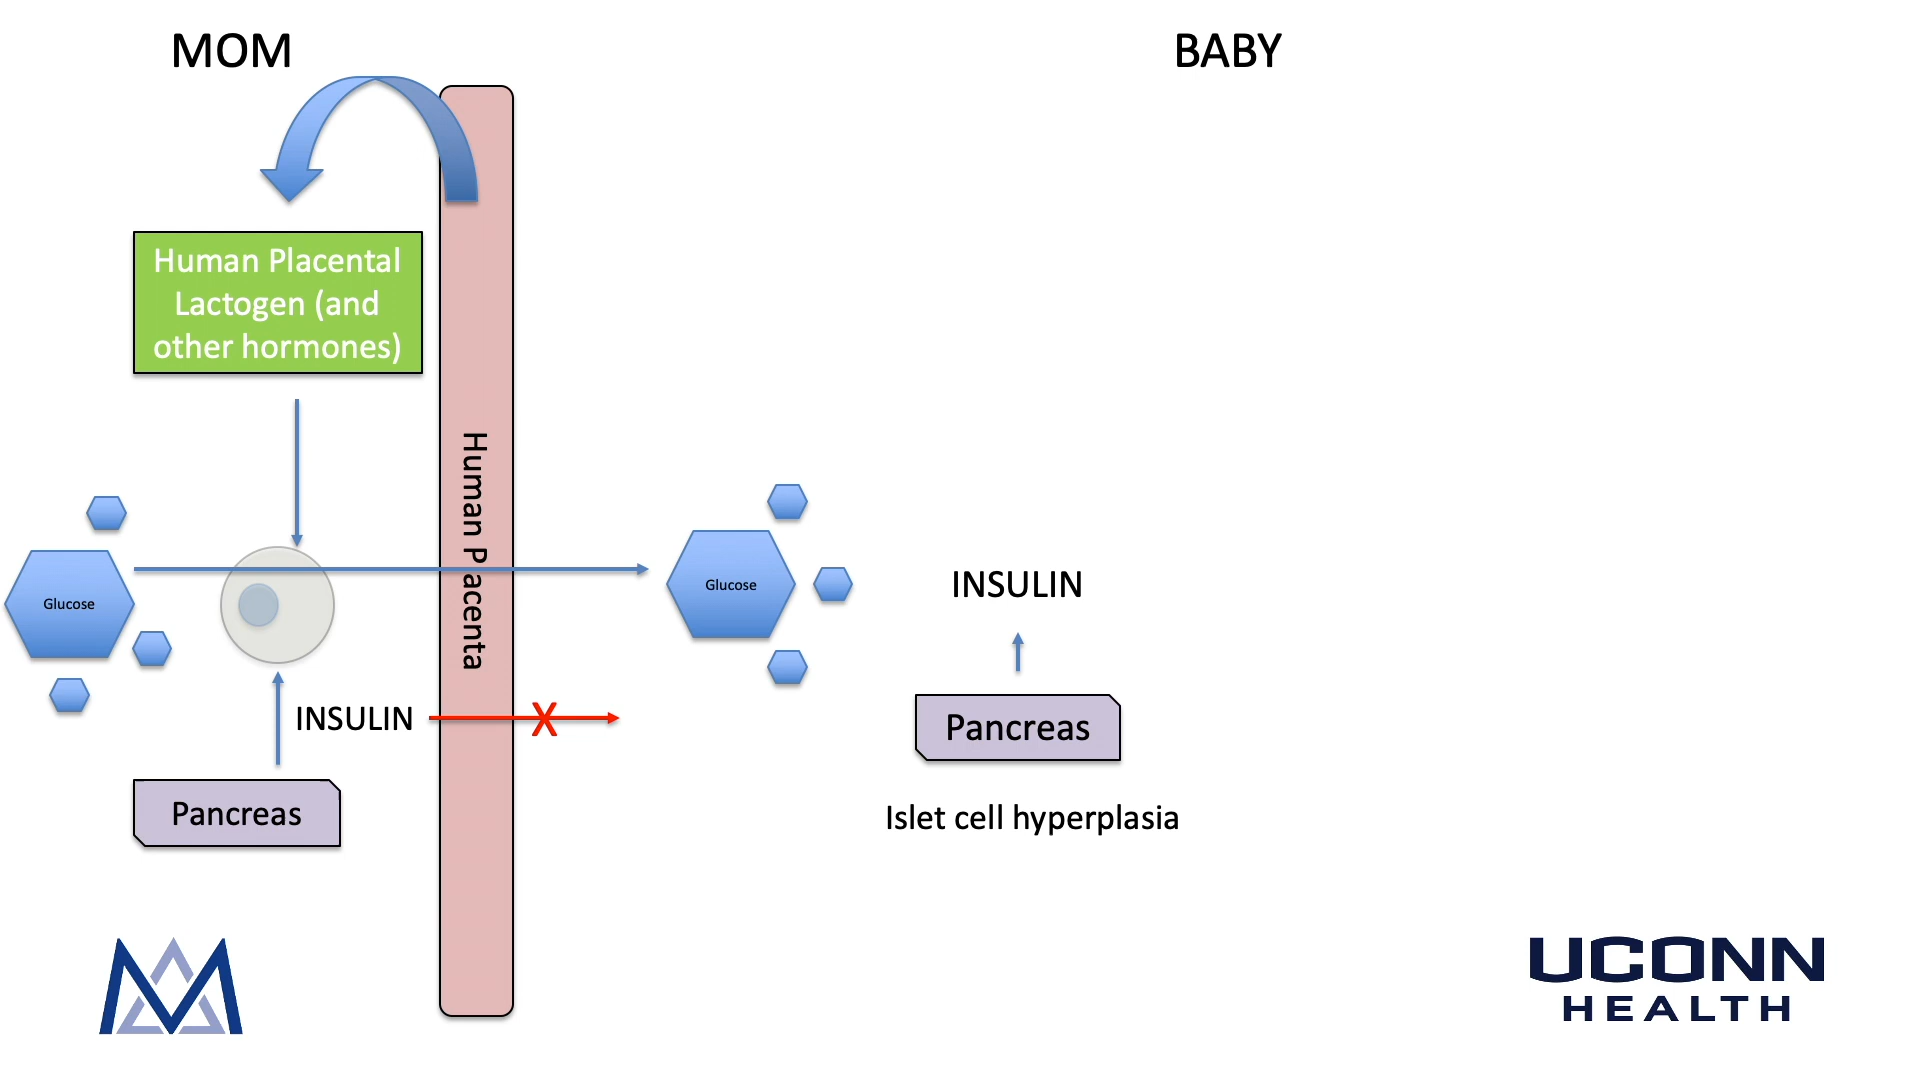 MOM
BABY
Human Placental
Lactogen (and
other hormones)
Human Placenta
Glucose
Glucose
INSULIN
INSULIN
X
Pancreas
Pancreas
Islet cell hyperplasia
UCONN
HEALTH